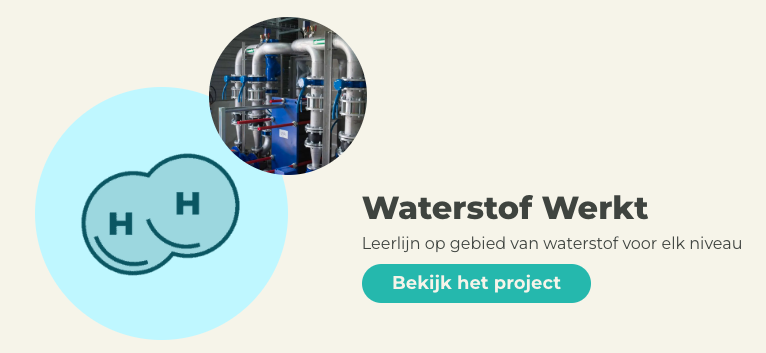 H
H
Waterstof Werkt
Leerlijn op gebied van waterstof voor elk niveau
Bekijk het project